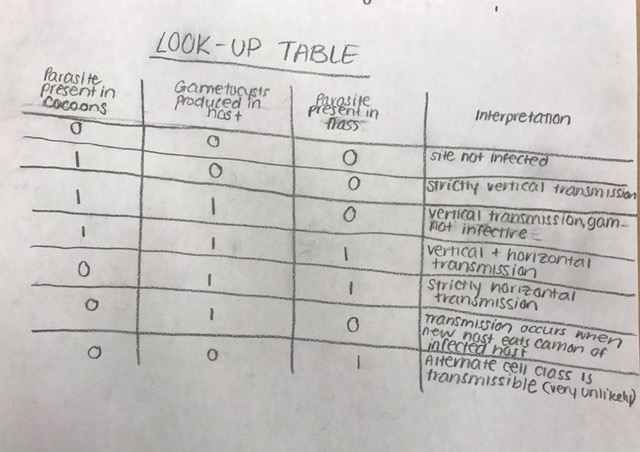 LOOK-UP TABLE
Parasite present in cocoons | Gametocysts produced in host | Parasite present in frass | Interpretation
0 | 0 | 0 | site not infected
1 | 0 | 0 | strictly vertical transmission
1 | 1 | 0 | vertical transmission, gam- not infective
1 | 1 | 1 | vertical + horizontal transmission
0 | 1 | 1 | strictly horizontal transmission
0 | 1 | 0 | transmission occurs when new host eats of infected host
0 | 0 | 1 | Alternate cell class is transmissible (very unlikely)